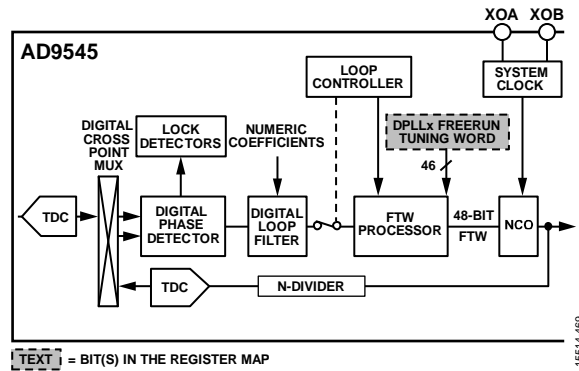 XOA XOB
AD9545
LOOP
CONTROLLER
SYSTEM
CLOCK
DIGITAL
CROSS
POINT
MUX
LOCK
DETECTORS
NUMERIC
COEFFICIENTS
DPLLx FREERUN
TUNING WORD
46
TDC
DIGITAL
PHASE
DETECTOR
DIGITAL
LOOP
FILTER
FTW
PROCESSOR
48-BIT
FTW
NCO
TDC
N-DIVIDER
TEXT = BIT(S) IN THE REGISTER MAP
15514-469